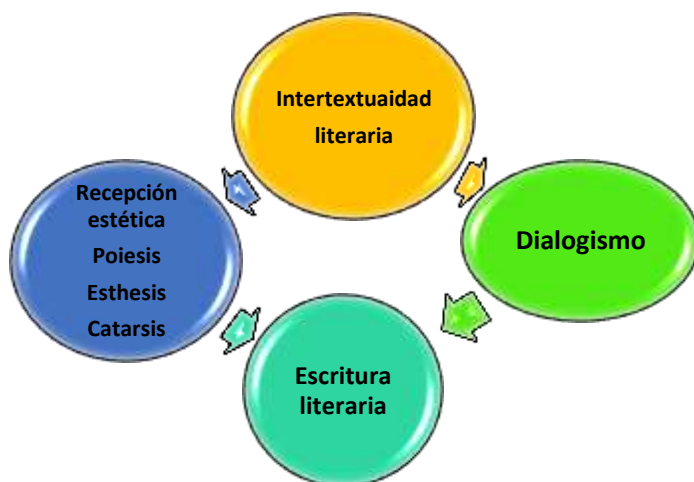 Intertextuaidad
literaria
Recepción
estética
Poiesis
Esthesis
Catarsis
Dialogismo
Escritura
literaria